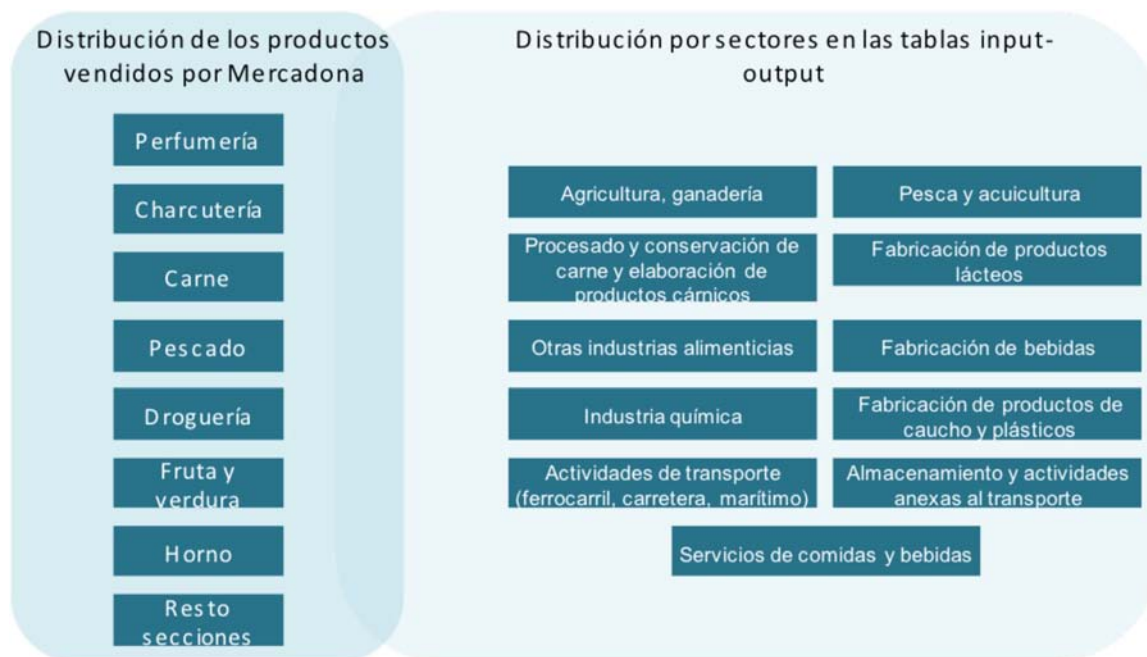 Distribución de los productos
vendidos por Mercadona
Perfumería
Charcutería
Carne
Pescado
Droguería
Fruta y
verdura
Horno
Resto
secciones
Distribución por sectores en las tablas input-
output
Agricultura, ganadería
Pesca y acuicultura
Procesado y conservación de
carne y elaboración de
productos cárnicos
Fabricación de productos
lácteos
Otras industrias alimenticias
Fabricación de bebidas
Industria química
Fabricación de productos de
caucho y plásticos
Actividades de transporte
(ferrocarril, carretera, marítimo)
Almacenamiento y actividades
anexas al transporte
Servicios de comidas y bebidas